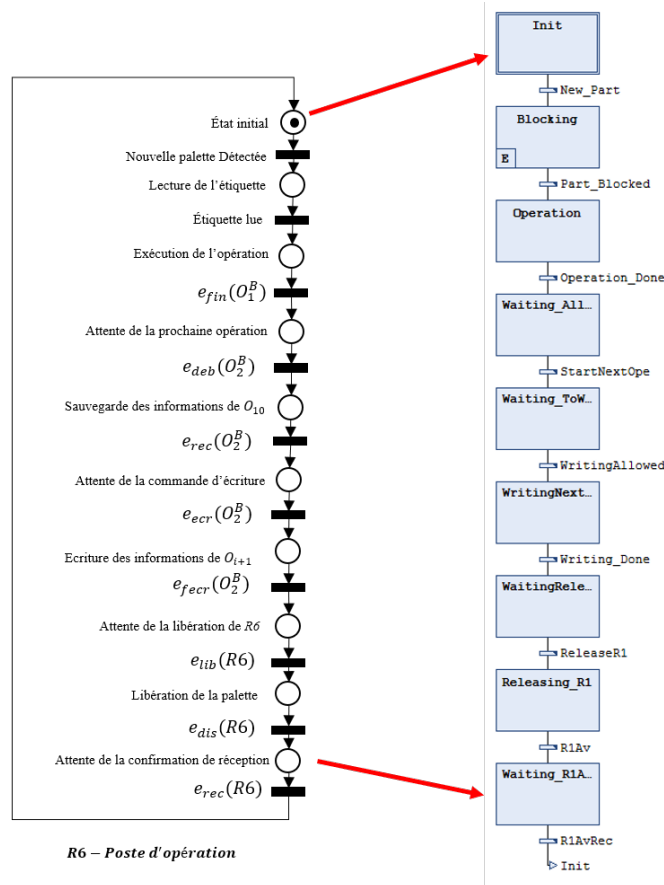 État initial
Nouvelle palette Détectée
Lecture de l'étiquette
Étiquette lue
Exécution de l'opération
e_fin(O_1^B)
Attente de la prochaine opération
e_deb(O_2^B)
Sauvegarde des informations de O_10
e_rec(O_2^B)
Attente de la commande d'écriture
e_ecr(O_2^B)
Ecriture des informations de O_i+1
e_fecr(O_2^B)
Attente de la libération de R6
e_lib(R6)
Libération de la palette
e_dis(R6)
Attente de la confirmation de réception
e_rec(R6)
R6 − Poste d'opération
Init
New_Part
Blocking
E
Part_Blocked
Operation
Operation_Done
Waiting_All…
StartNextOpe
Waiting_ToW…
WritingAllowed
WritingNext…
Writing_Done
WaitingRele…
ReleaseR1
Releasing_R1
R1Av
Waiting_R1A…
R1AvRec
Init